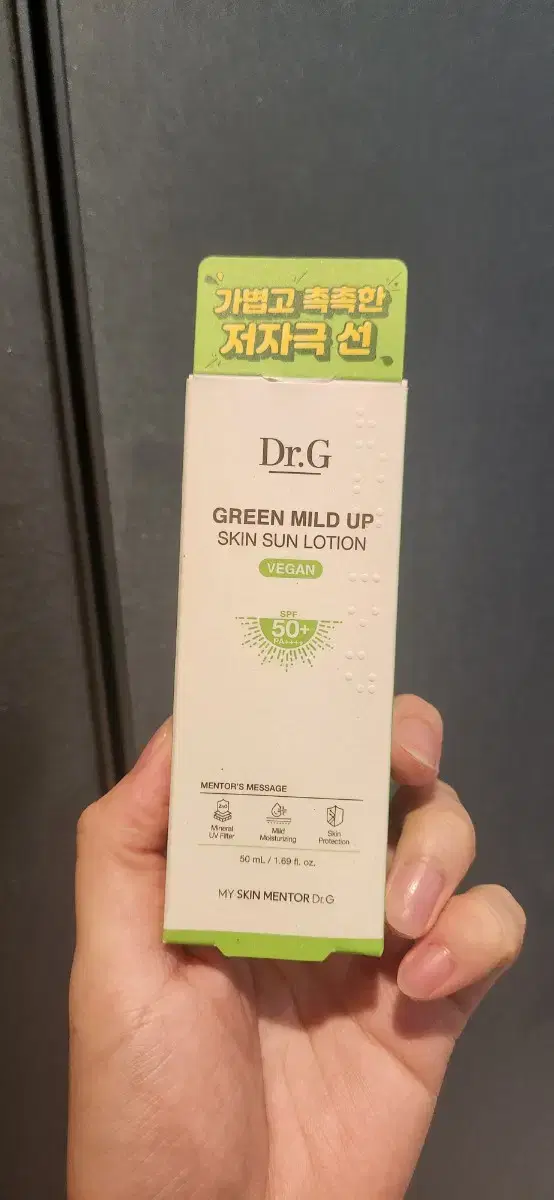 가볍고 촉촉한
저자극 선
Dr.G
GREEN MILD UP
SKIN SUN LOTION
VEGAN
SPF
50+
PA++++
MENTOR'S MESSAGE
ZnO
Mineral
UV Filter
Mild
Moisturizing
Skin
Protection
50 mL / 1.69 fl. oz.
MY SKIN MENTOR Dr.G